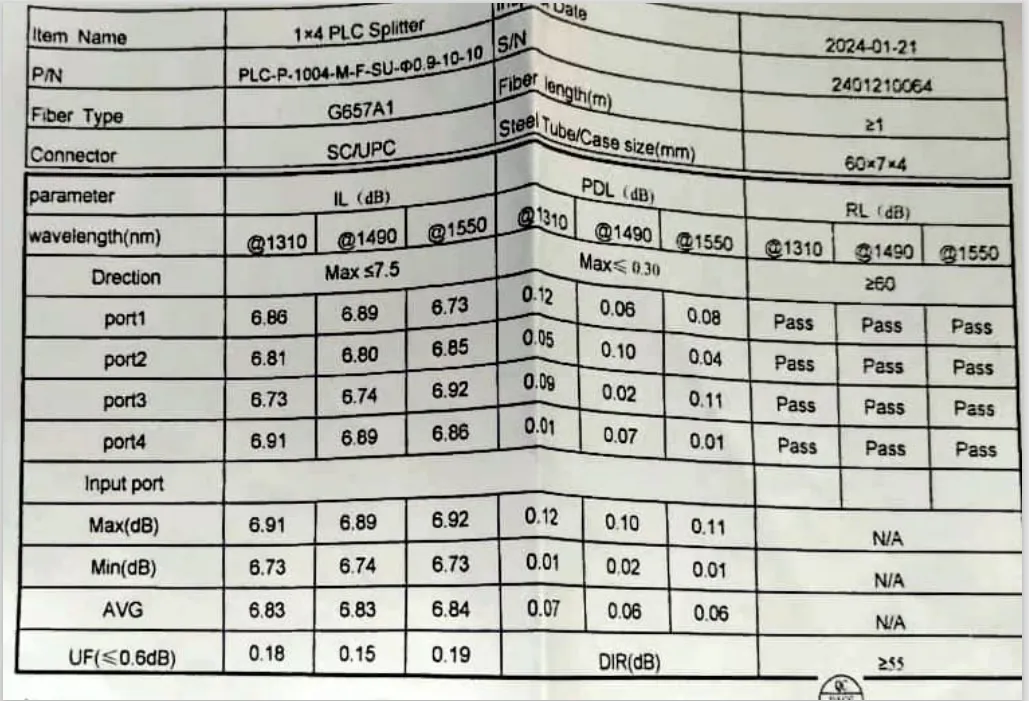 Item Name 1×4 PLC Splitter Date 2024-01-21
P/N PLC-P-1004-M-F-SU-Φ0.9-10-10 S/N 2401210064
Fiber Type G657A1 Fiber length(m) ≥1
Connector SC/UPC Steel Tube/Case size(mm) 60×7×4
parameter IL (dB) PDL (dB) RL (dB)
wavelength(nm) @1310 @1490 @1550 @1310 @1490 @1550 @1310 @1490 @1550
Drection Max ≤7.5 Max≤ 0.30 ≥60
port1 6.86 6.89 6.73 0.12 0.06 0.08 Pass Pass Pass
port2 6.81 6.80 6.85 0.05 0.10 0.04 Pass Pass Pass
port3 6.73 6.74 6.92 0.09 0.02 0.11 Pass Pass Pass
port4 6.91 6.89 6.86 0.01 0.07 0.01 Pass Pass Pass
Input port
Max(dB) 6.91 6.89 6.92 0.12 0.10 0.11 N/A
Min(dB) 6.73 6.74 6.73 0.01 0.02 0.01 N/A
AVG 6.83 6.83 6.84 0.07 0.06 0.06 N/A
UF(≤0.6dB) 0.18 0.15 0.19 DIR(dB) ≥55
QC